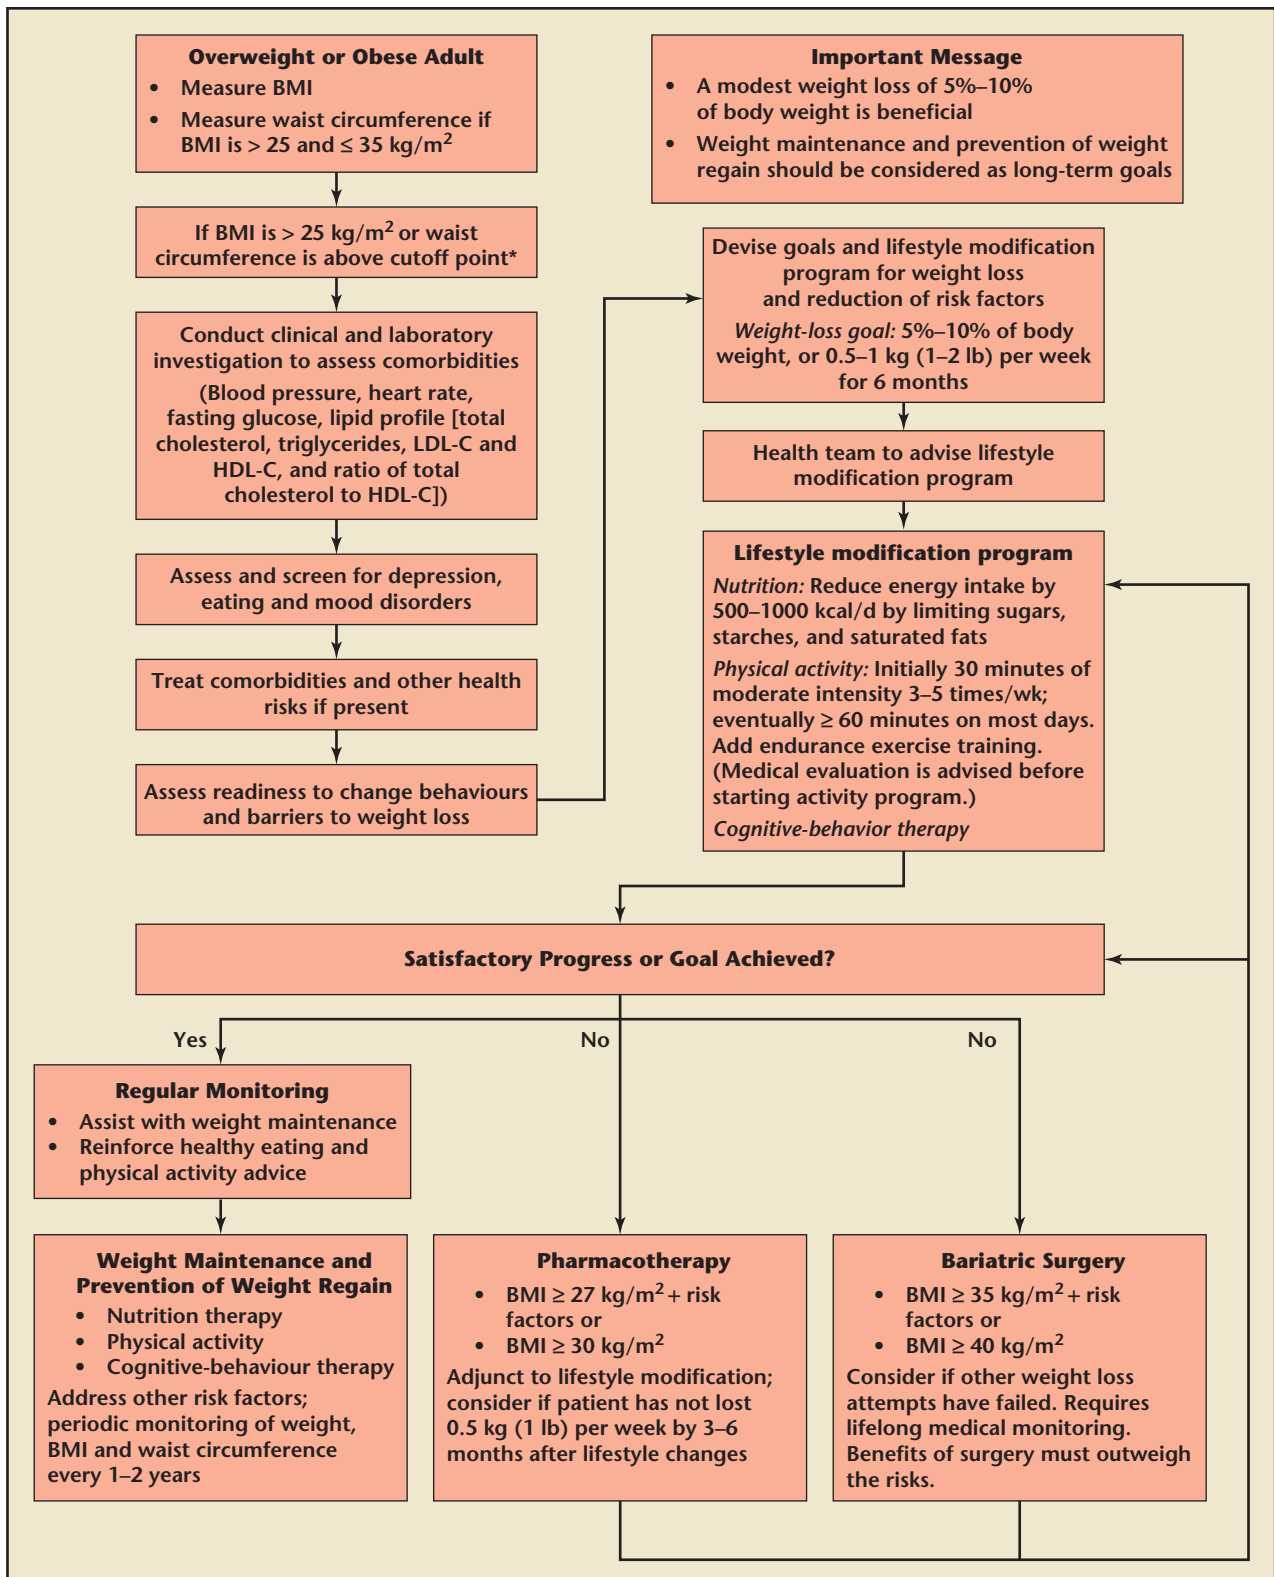 Overweight or Obese Adult
• Measure BMI
• Measure waist circumference if
BMI is > 25 and ≤ 35 kg/m²
If BMI is > 25 kg/m² or waist
circumference is above cutoff point*
Conduct clinical and laboratory
investigation to assess comorbidities
(Blood pressure, heart rate,
fasting glucose, lipid profile [total
cholesterol, triglycerides, LDL-C and
HDL-C, and ratio of total
cholesterol to HDL-C])
Assess and screen for depression,
eating and mood disorders
Treat comorbidities and other health
risks if present
Assess readiness to change behaviours
and barriers to weight loss
Important Message
• A modest weight loss of 5%–10%
of body weight is beneficial
• Weight maintenance and prevention of weight
regain should be considered as long-term goals
Devise goals and lifestyle modification
program for weight loss
and reduction of risk factors
Weight-loss goal: 5%–10% of body
weight, or 0.5–1 kg (1–2 lb) per week
for 6 months
Health team to advise lifestyle
modification program
Lifestyle modification program
Nutrition: Reduce energy intake by
500–1000 kcal/d by limiting sugars,
starches, and saturated fats
Physical activity: Initially 30 minutes of
moderate intensity 3–5 times/wk;
eventually ≥ 60 minutes on most days.
Add endurance exercise training.
(Medical evaluation is advised before
starting activity program.)
Cognitive-behavior therapy
Satisfactory Progress or Goal Achieved?
Yes
No
No
Regular Monitoring
• Assist with weight maintenance
• Reinforce healthy eating and
physical activity advice
Weight Maintenance and
Prevention of Weight Regain
• Nutrition therapy
• Physical activity
• Cognitive-behaviour therapy
Address other risk factors;
periodic monitoring of weight,
BMI and waist circumference
every 1–2 years
Pharmacotherapy
• BMI ≥ 27 kg/m² + risk
factors or
• BMI ≥ 30 kg/m²
Adjunct to lifestyle modification;
consider if patient has not lost
0.5 kg (1 lb) per week by 3–6
months after lifestyle changes
Bariatric Surgery
• BMI ≥ 35 kg/m² + risk
factors or
• BMI ≥ 40 kg/m²
Consider if other weight loss
attempts have failed. Requires
lifelong medical monitoring.
Benefits of surgery must outweigh
the risks.